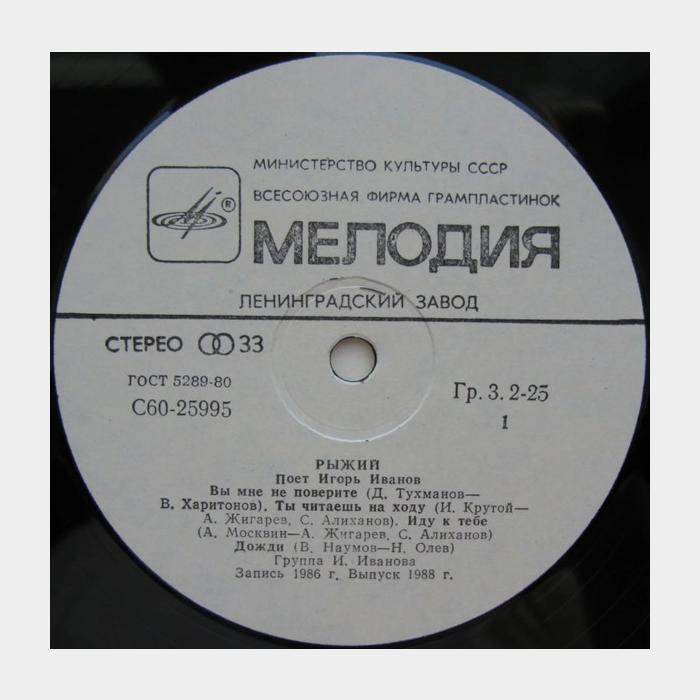 МИНИСТЕРСТВО КУЛЬТУРЫ СССР
ВСЕСОЮЗНАЯ ФИРМА ГРАМПЛАСТИНОК
®
МЕЛОДИЯ
ЛЕНИНГРАДСКИЙ ЗАВОД
СТЕРЕО 33
ГОСТ 5289-80
С60-25995
Гр. 3. 2-25
1
РЫЖИЙ
Поет Игорь Иванов
Вы мне не поверите (Д. Тухманов—
В. Харитонов). Ты читаешь на ходу (И. Крутой—
А. Жигарев, С. Алиханов). Иду к тебе
(А. Москвин—А. Жигарев, С. Алиханов)
Дожди (В. Наумов—Н. Олев)
Группа И. Иванова
Запись 1986 г. Выпуск 1988 г.